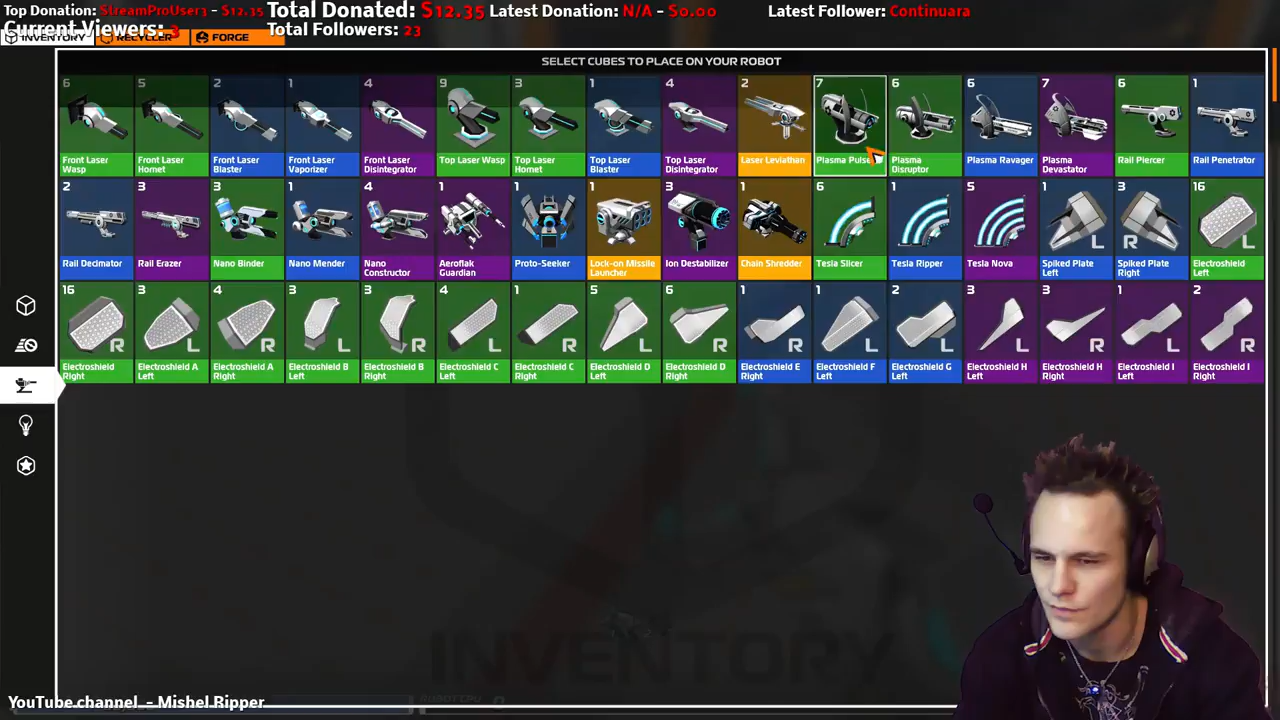 Top Donation: StreamProUser3 - $12.35 Total Donated: $12.35 Latest Donation: N/A - $0.00 Latest Follower: Continuara
Current Viewers: 3 Total Followers: 23
INVENTORY RECYCLER FORGE
SELECT CUBES TO PLACE ON YOUR ROBOT
6 5 2 1 4 9 3 1 4 2 7 6 6 7 6 1
Front Laser Wasp
Front Laser Hornet
Front Laser Blaster
Front Laser Vaporizer
Front Laser Disintegrator
Top Laser Wasp
Top Laser Hornet
Top Laser Blaster
Top Laser Disintegrator
Laser Leviathan
Plasma Pulse
Plasma Disruptor
Plasma Ravager
Plasma Devastator
Rail Piercer
Rail Penetrator
2 3 3 1 4 1 1 1 3 1 6 1 5 1 3 16
L R L
Rail Decimator
Rail Erazer
Nano Binder
Nano Mender
Nano Constructor
Aeroflak Guardian
Proto-Seeker
Lock-on Missile Launcher
Ion Destabilizer
Chain Shredder
Tesla Slicer
Tesla Ripper
Tesla Nova
Spiked Plate Left
Spiked Plate Right
Electroshield Left
16 3 4 3 3 4 1 5 6 1 1 2 3 3 1 2
R L R L R L R L R R L L L R L R
Electroshield Right
Electroshield A Left
Electroshield A Right
Electroshield B Left
Electroshield B Right
Electroshield C Left
Electroshield C Right
Electroshield D Left
Electroshield D Right
Electroshield E Right
Electroshield F Left
Electroshield G Left
Electroshield H Left
Electroshield H Right
Electroshield I Left
Electroshield I Right
INVENTORY
YouTube channel - Mishel Ripper